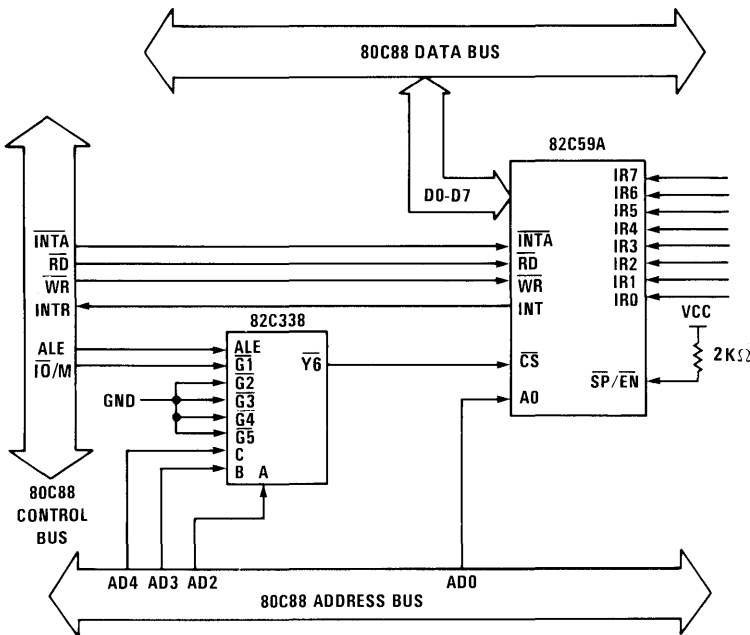 80C88 DATA BUS
82C59A
D0-D7
IR7
IR6
IR5
IR4
IR3
IR2
IR1
IR0
INTA
RD
WR
INTR
INTA
RD
WR
INT
82C338
VCC
2KΩ
ALE
IO/M
ALE
G1
G2
G3
G4
G5
C
B A
Y6
CS
SP/EN
A0
GND
80C88
CONTROL
BUS
AD4 AD3 AD2 AD0
80C88 ADDRESS BUS